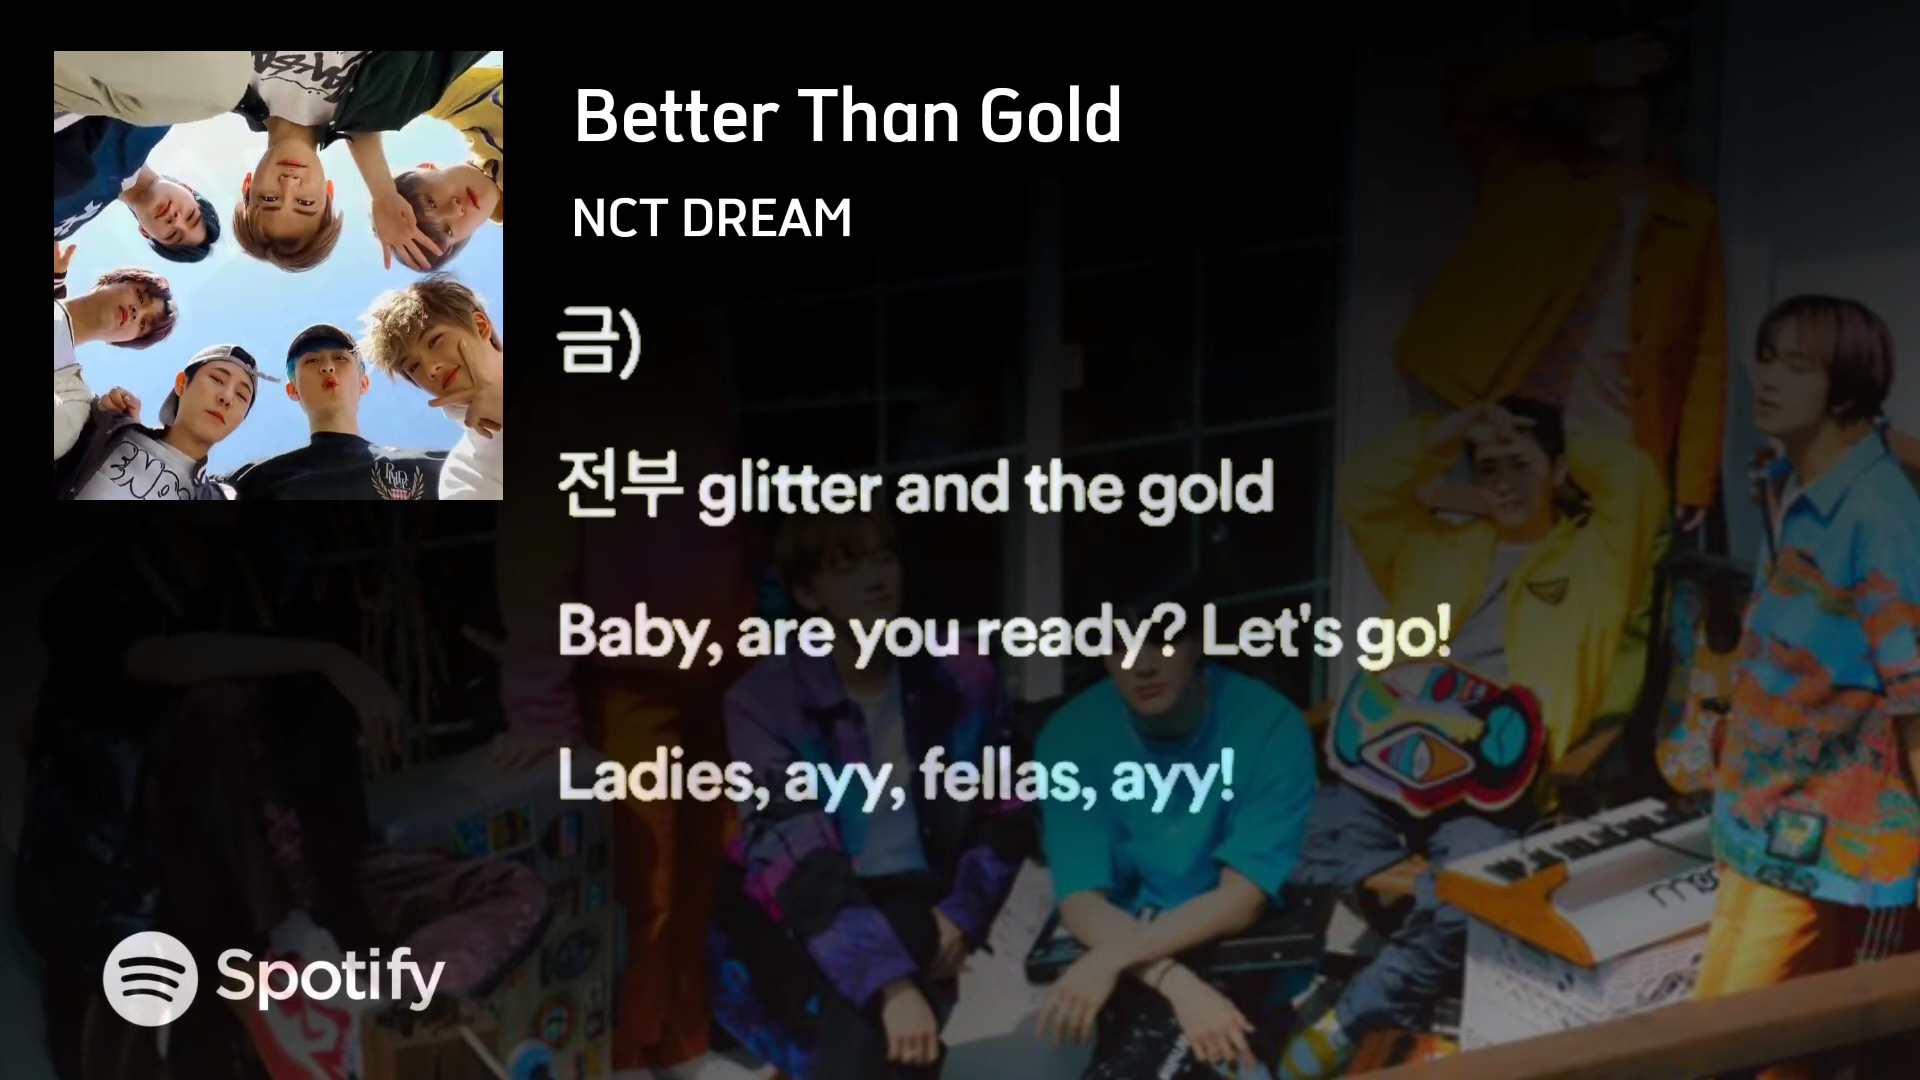 Better Than Gold
NCT DREAM
금)
전부 glitter and the gold
Baby, are you ready? Let's go!
Ladies, ayy, fellas, ayy!
Spotify